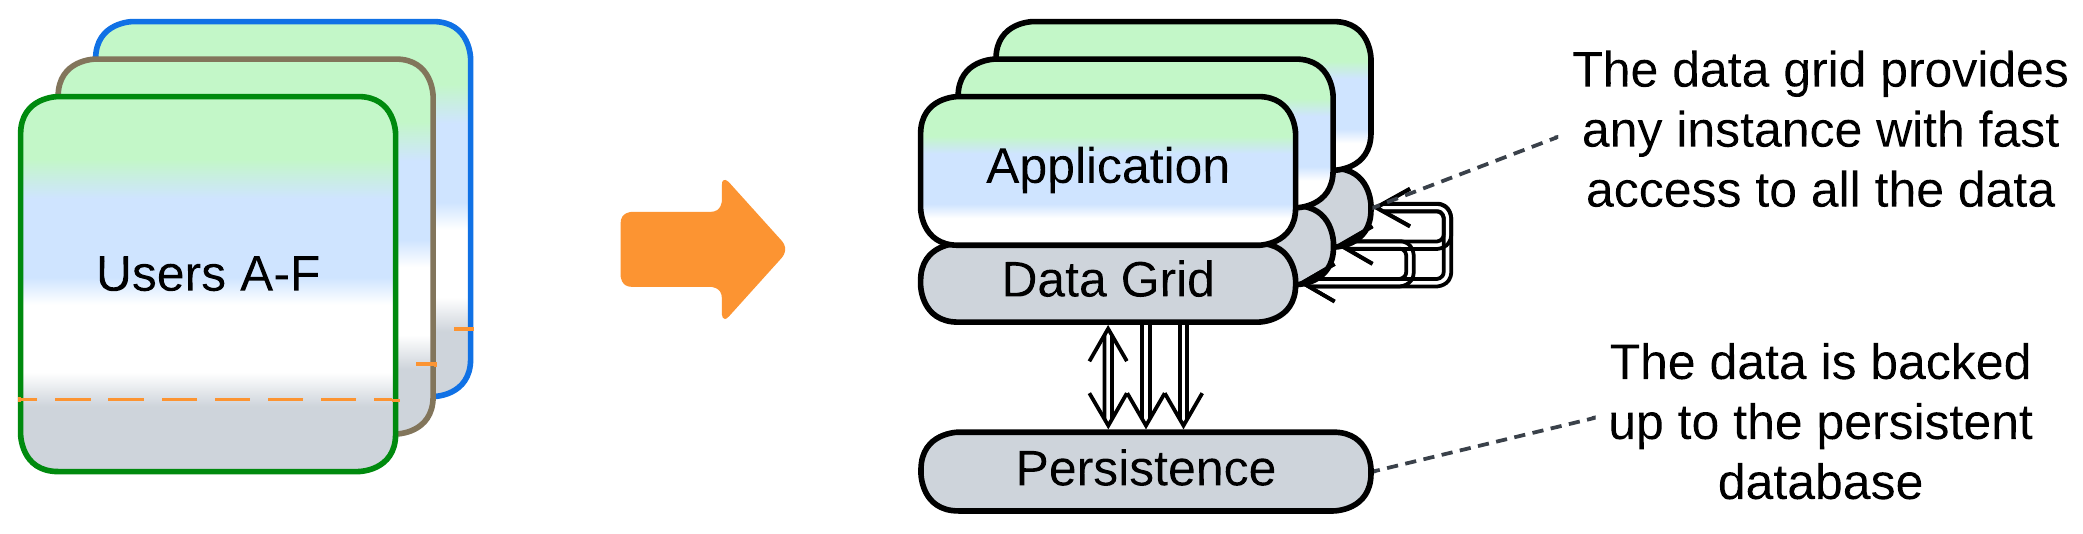 Users A-F
Application
Data Grid
Persistence
The data grid provides
any instance with fast
access to all the data
The data is backed
up to the persistent
database